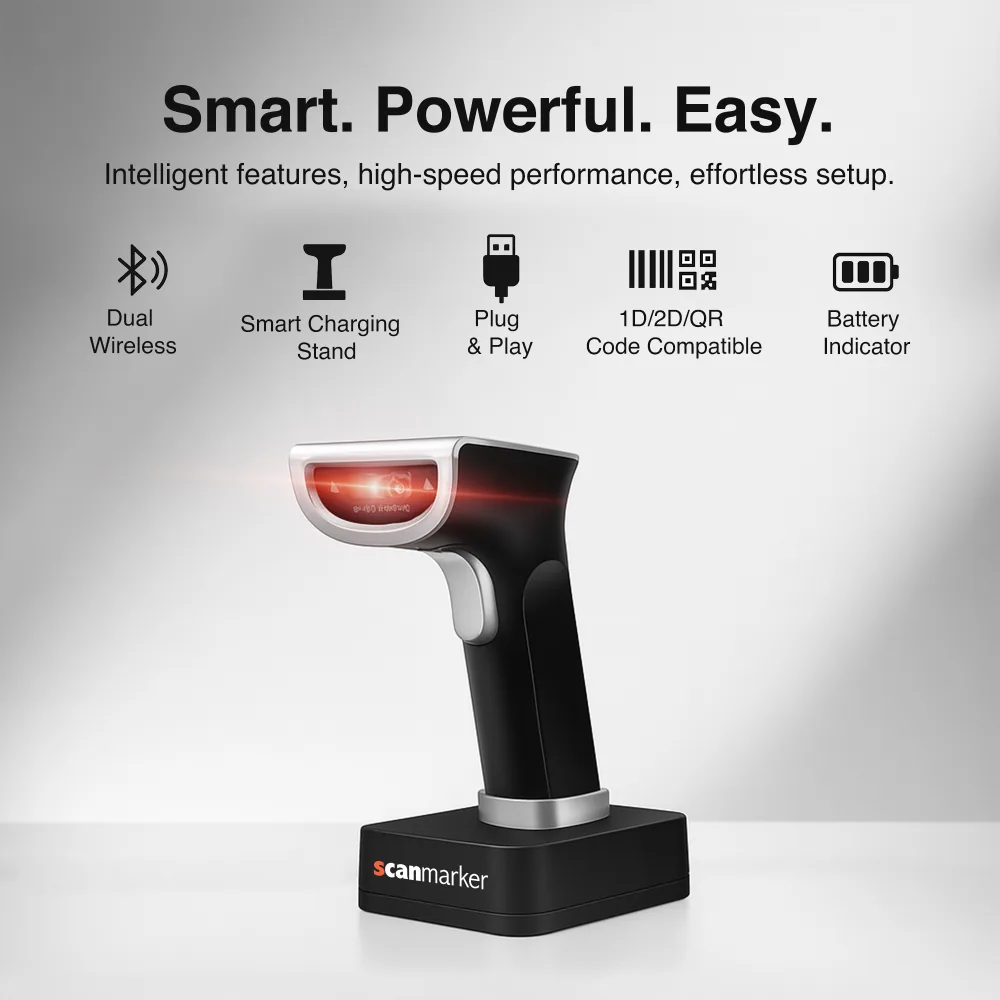 Smart. Powerful. Easy.
Intelligent features, high-speed performance, effortless setup.
Dual
Wireless
Smart Charging
Stand
Plug
& Play
1D/2D/QR
Code Compatible
Battery
Indicator
scanmarker